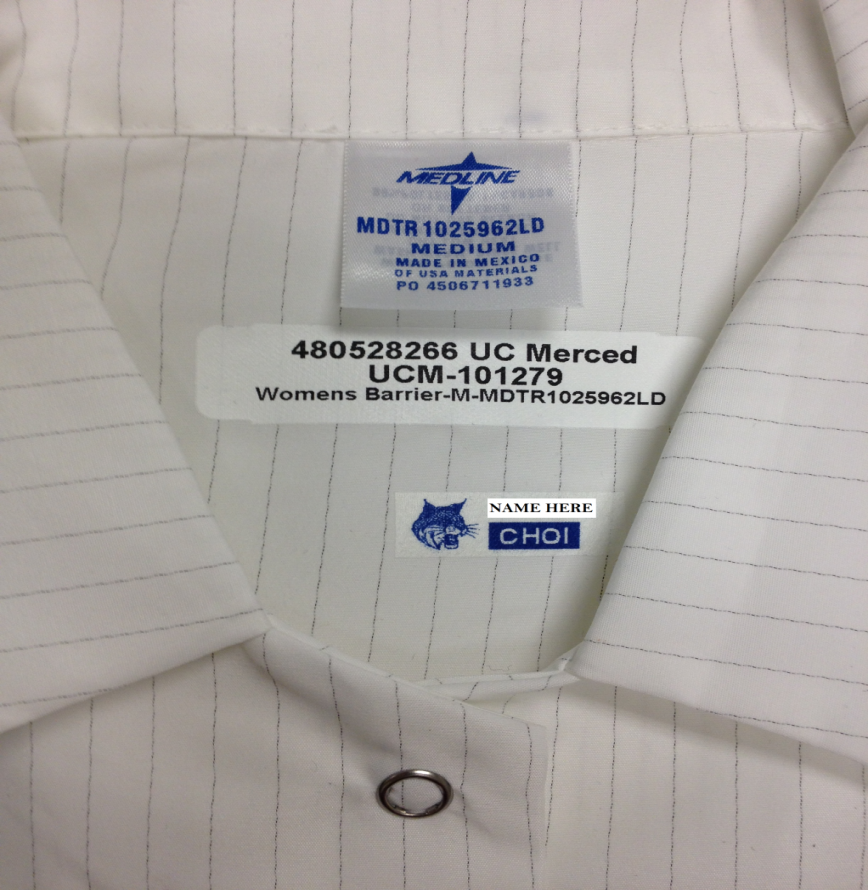 MEDLINE
MDTR1025962LD
MEDIUM
MADE IN MEXICO
OF USA MATERIALS
PO 4506711933
480528266 UC Merced
UCM-101279
Womens Barrier-M-MDTR1025962LD
NAME HERE
CHOI